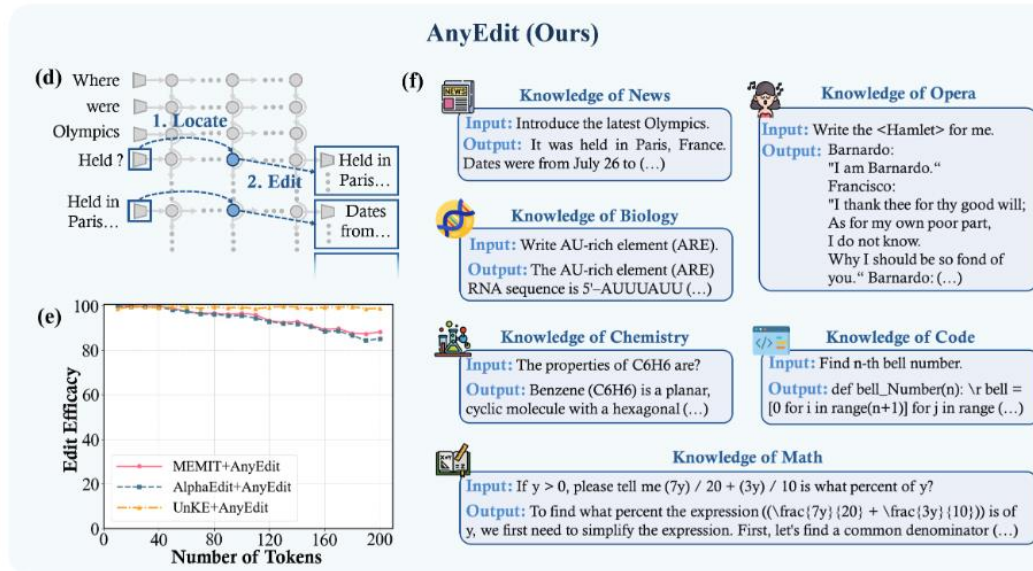 AnyEdit (Ours)
(d)
Where
were
Olympics
Held ?
Held in
Paris...
1. Locate
2. Edit
Held in
Paris...
Dates
from...
(e)
Edit Efficacy
100
80
60
40
20
0
MEMIT+AnyEdit
AlphaEdit+AnyEdit
UnKE+AnyEdit
0 40 80 120 160 200
Number of Tokens
(f)
NEWS
Knowledge of News
Input: Introduce the latest Olympics.
Output: It was held in Paris, France.
Dates were from July 26 to (...)
Knowledge of Biology
Input: Write AU-rich element (ARE).
Output: The AU-rich element (ARE)
RNA sequence is 5'–AUUUAUU (...)
Knowledge of Chemistry
Input: The properties of C6H6 are?
Output: Benzene (C6H6) is a planar,
cyclic molecule with a hexagonal (...)
Knowledge of Opera
Input: Write the <Hamlet> for me.
Output: Barnardo:
"I am Barnardo.“
Francisco:
"I thank thee for thy good will;
As for my own poor part,
I do not know.
Why I should be so fond of
you.“ Barnardo: (...)
</>
Knowledge of Code
Input: Find n-th bell number.
Output: def bell_Number(n): \r bell =
[0 for i in range(n+1)] for j in range (...)
Knowledge of Math
Input: If y > 0, please tell me (7y) / 20 + (3y) / 10 is what percent of y?
Output: To find what percent the expression ((\frac{7y}{20} + \frac{3y}{10})) is of
y, we first need to simplify the expression. First, let's find a common denominator (...)